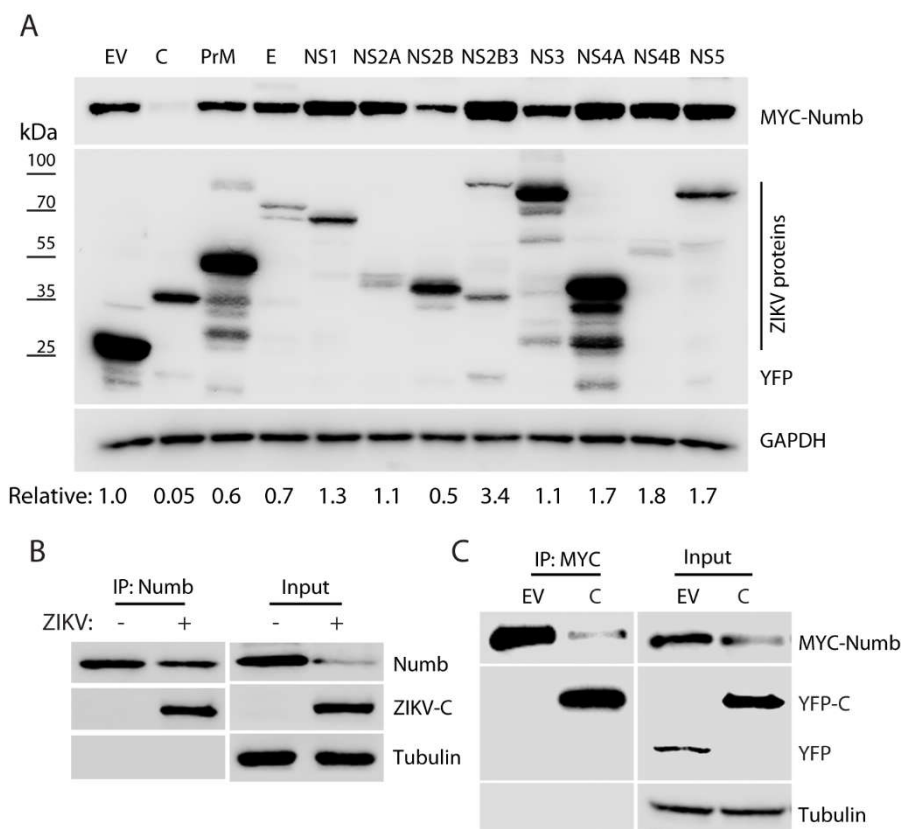 A
EV C PrM E NS1 NS2A NS2B NS2B3 NS3 NS4A NS4B NS5
MYC-Numb
kDa
100
70
55
35
25
ZIKV proteins
YFP
GAPDH
Relative: 1.0 0.05 0.6 0.7 1.3 1.1 0.5 3.4 1.1 1.7 1.8 1.7
B
IP: Numb Input
ZIKV: - + - +
Numb
ZIKV-C
Tubulin
C
IP: MYC Input
EV C EV C
MYC-Numb
YFP-C
YFP
Tubulin